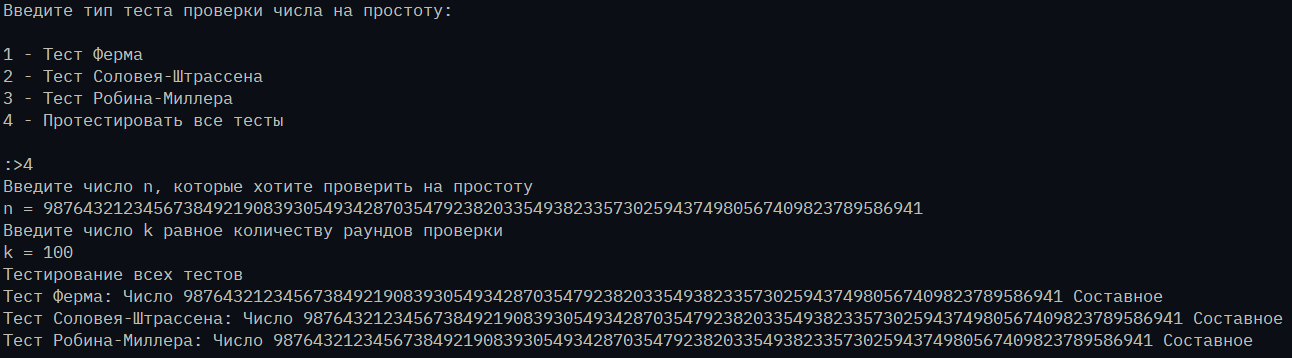 Введите тип теста проверки числа на простоту:
1 - Тест Ферма
2 - Тест Соловея-Штрассена
3 - Тест Робина-Миллера
4 - Протестировать все тесты
:>4
Введите число n, которые хотите проверить на простоту
n = 9876432123456738492190839305493428703547923820335493823357302594374980567409823789586941
Введите число k равное количеству раундов проверки
k = 100
Тестирование всех тестов
Тест Ферма: Число 9876432123456738492190839305493428703547923820335493823357302594374980567409823789586941 Составное
Тест Соловея-Штрассена: Число 9876432123456738492190839305493428703547923820335493823357302594374980567409823789586941 Составное
Тест Робина-Миллера: Число 9876432123456738492190839305493428703547923820335493823357302594374980567409823789586941 Составное